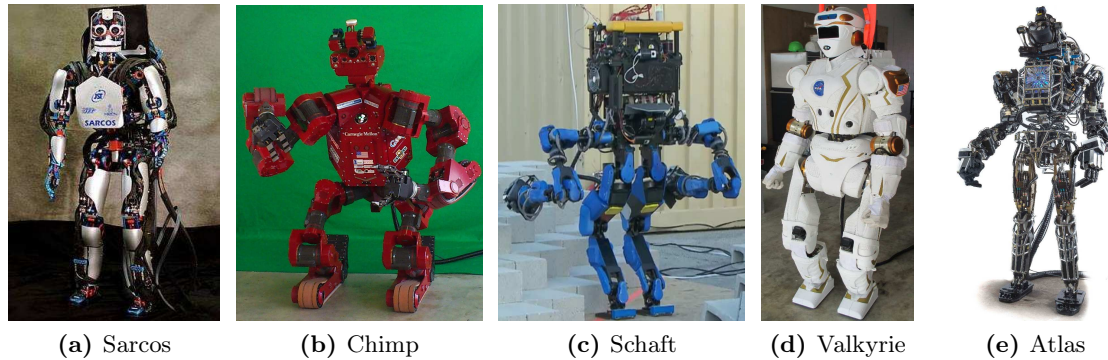 SARCOS
Carnegie Mellon
(a) Sarcos
(b) Chimp
(c) Schaft
(d) Valkyrie
(e) Atlas